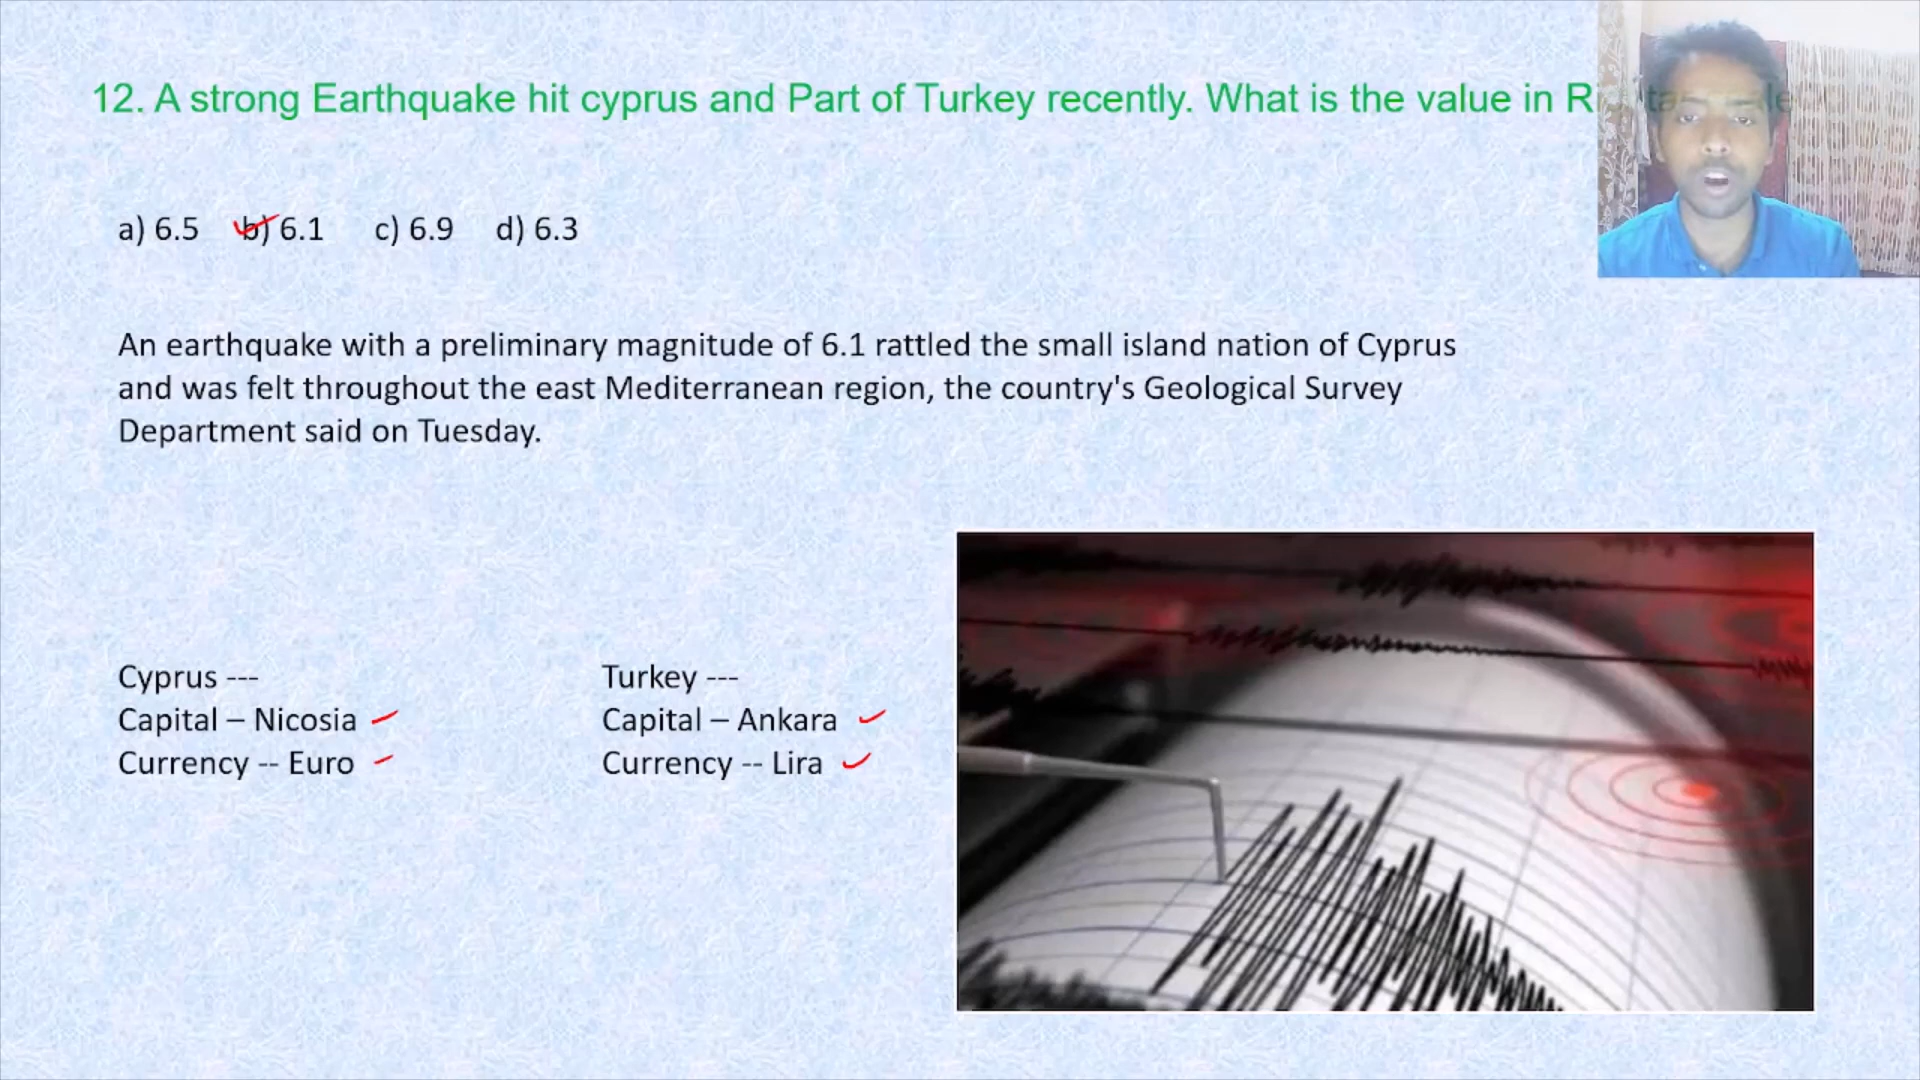 12. A strong Earthquake hit cyprus and Part of Turkey recently. What is the value in
a) 6.5 b) 6.1 c) 6.9 d) 6.3
An earthquake with a preliminary magnitude of 6.1 rattled the small island nation of Cyprus
and was felt throughout the east Mediterranean region, the country's Geological Survey
Department said on Tuesday.
Cyprus ---
Capital – Nicosia
Currency -- Euro
Turkey ---
Capital – Ankara
Currency -- Lira